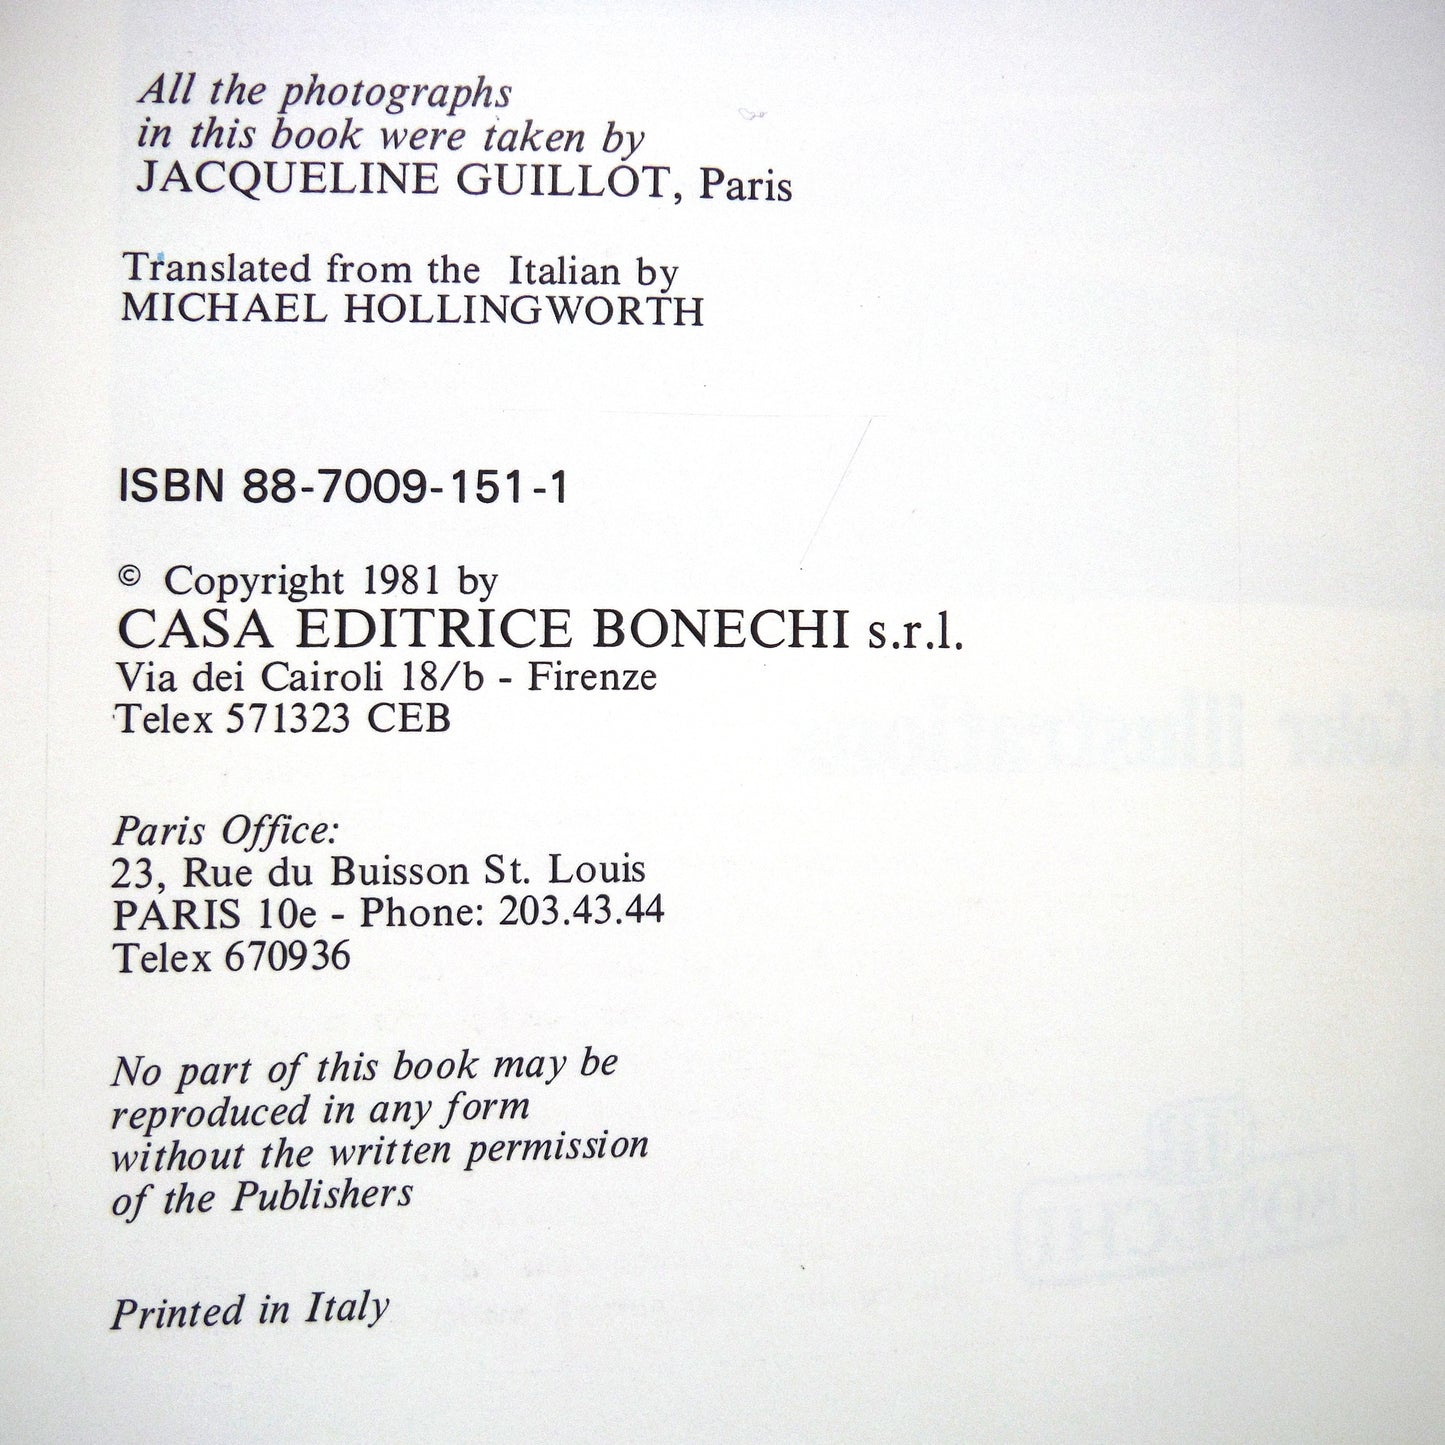 All the photographs
in this book were taken by
JACQUELINE GUILLOT, Paris
Translated from the Italian by
MICHAEL HOLLINGWORTH
ISBN 88-7009-151-1
© Copyright 1981 by
CASA EDITRICE BONECHI s.r.l.
Via dei Cairoli 18/b - Firenze
Telex 571323 CEB
Paris Office:
23, Rue du Buisson St. Louis
PARIS 10e - Phone: 203.43.44
Telex 670936
No part of this book may be
reproduced in any form
without the written permission
of the Publishers
Printed in Italy